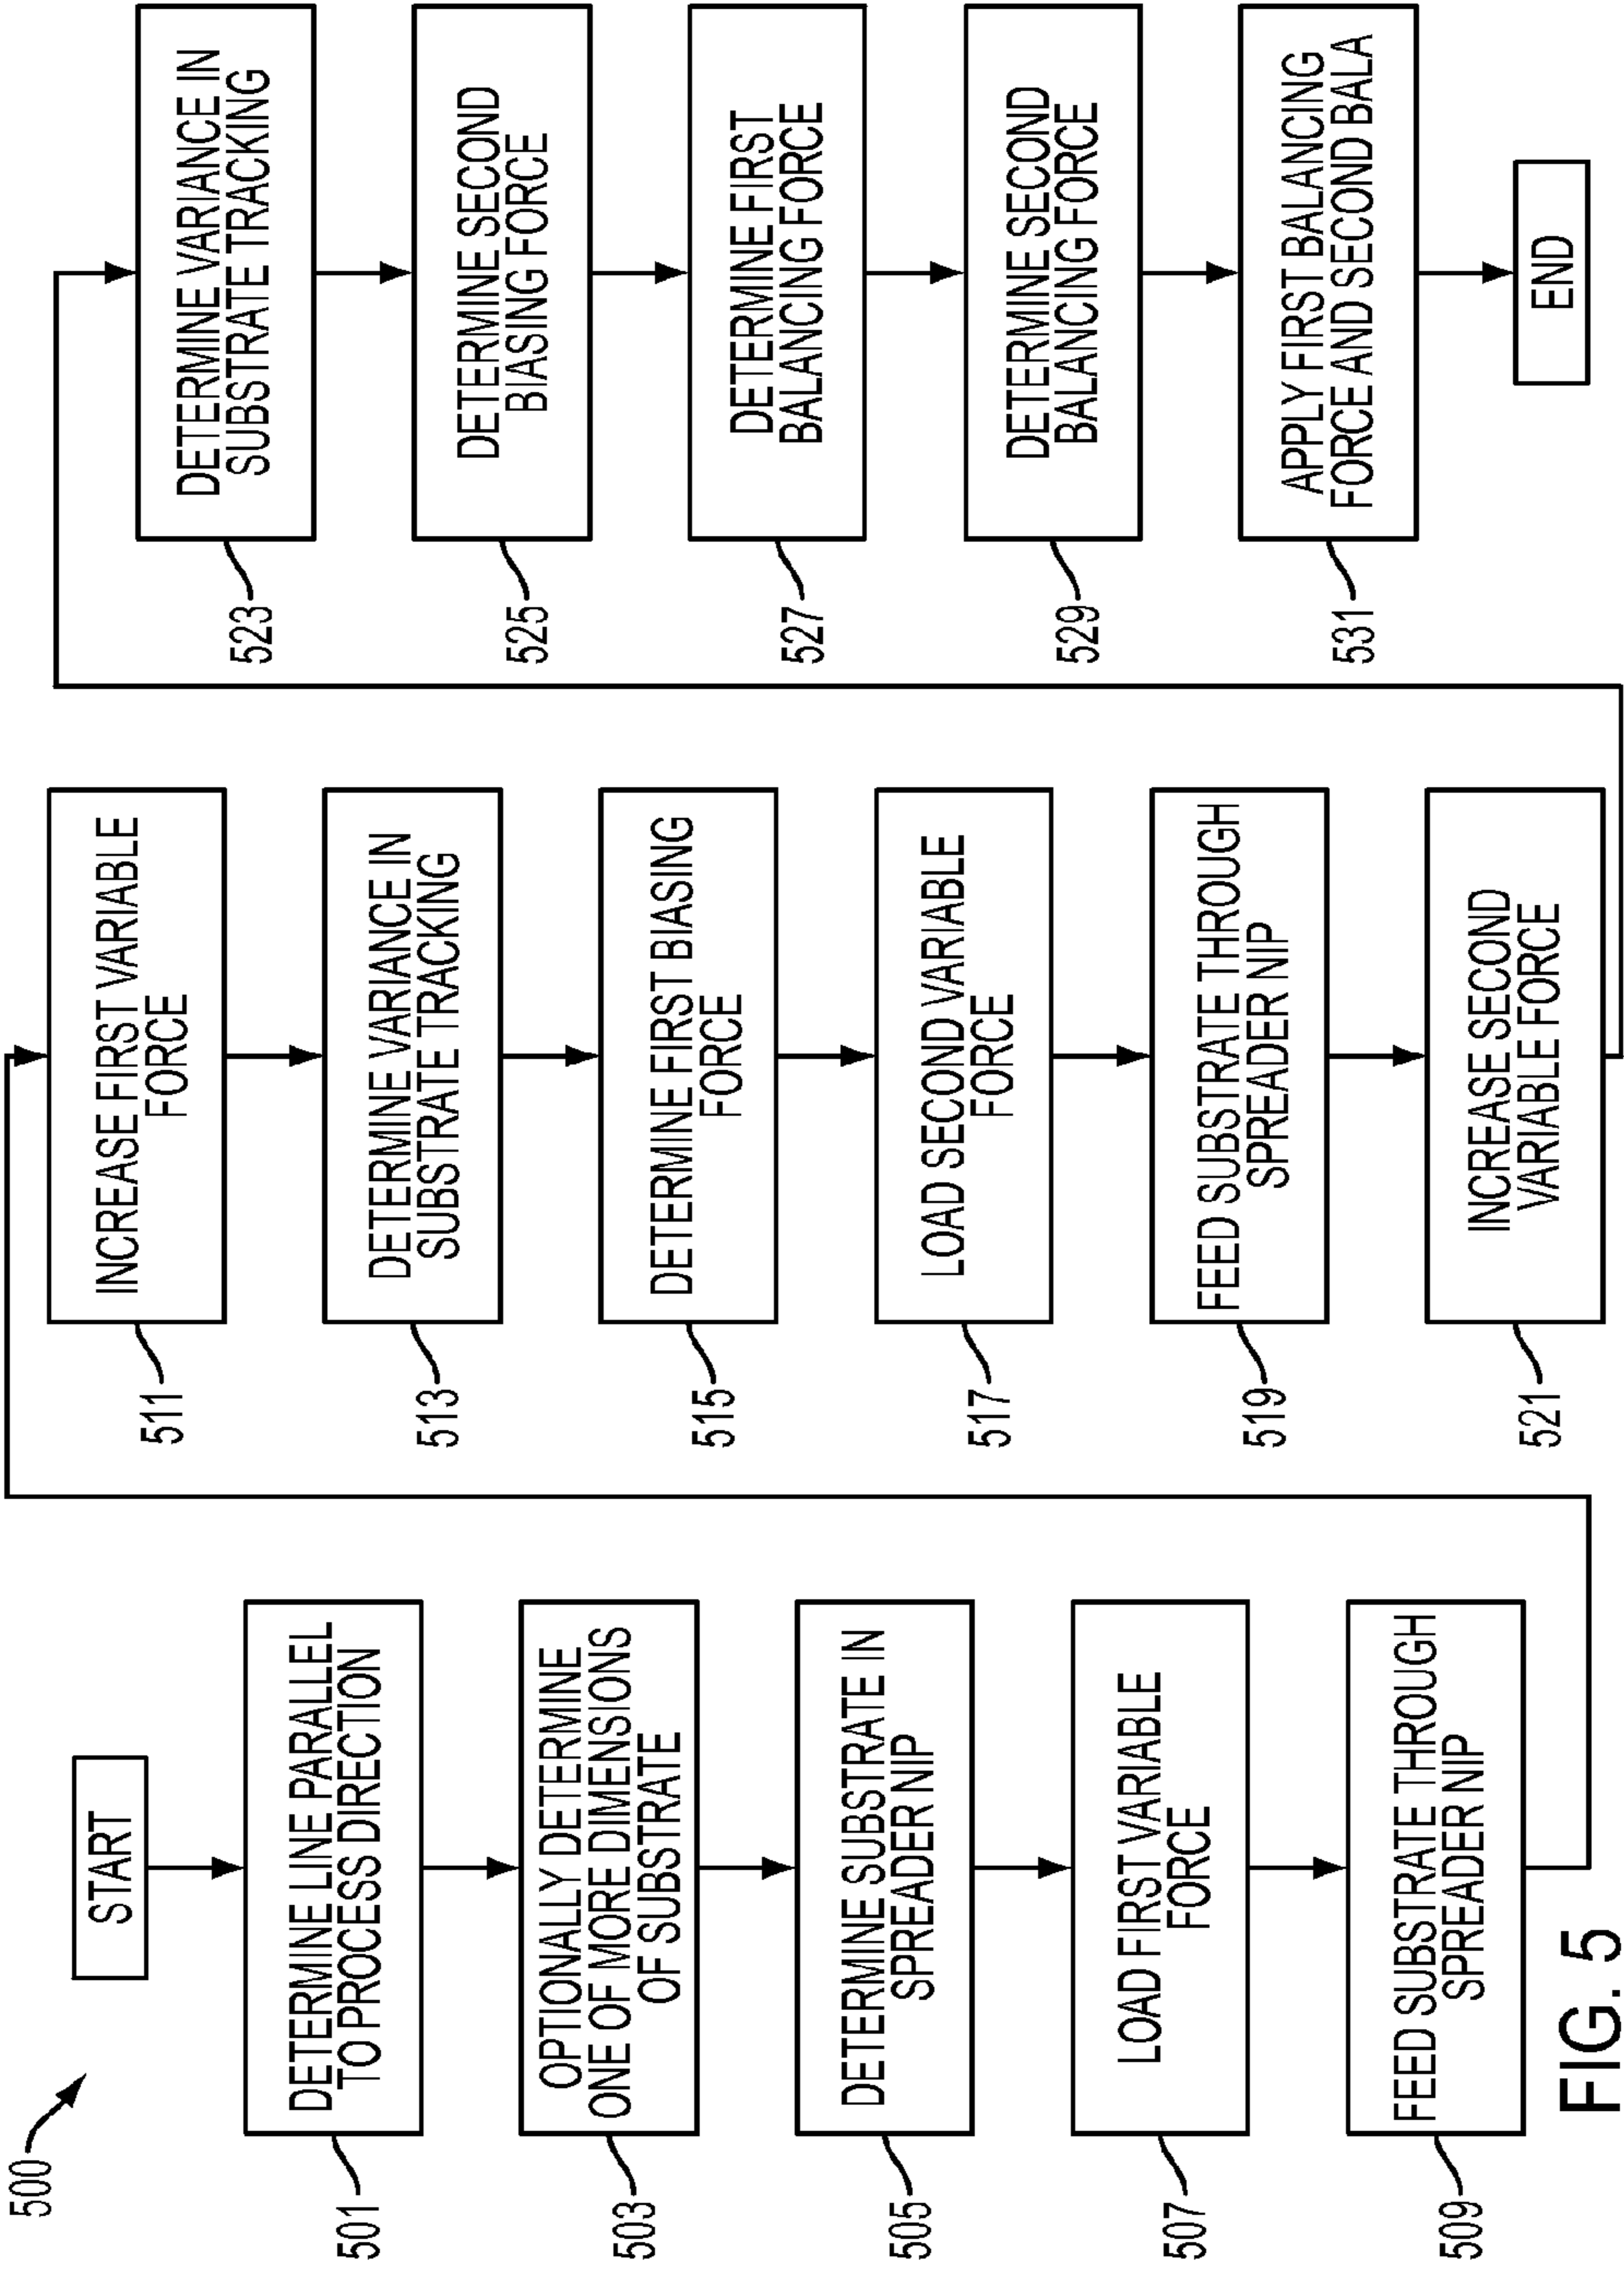 500
START
501
DETERMINE LINE PARALLEL
TO PROCESS DIRECTION
503
OPTIONALLY DETERMINE
ONE OF MORE DIMENSIONS
OF SUBSTRATE
505
DETERMINE SUBSTRATE IN
SPREADER NIP
507
LOAD FIRST VARIABLE
FORCE
509
FEED SUBSTRATE THROUGH
SPREADER NIP
511
INCREASE FIRST VARIABLE
FORCE
513
DETERMINE VARIANCE IN
SUBSTRATE TRACKING
515
DETERMINE FIRST BIASING
FORCE
517
LOAD SECOND VARIABLE
FORCE
519
FEED SUBSTRATE THROUGH
SPREADER NIP
521
INCREASE SECOND
VARIABLE FORCE
523
DETERMINE VARIANCE IN
SUBSTRATE TRACKING
525
DETERMINE SECOND
BIASING FORCE
527
DETERMINE FIRST
BALANCING FORCE
529
DETERMINE SECOND
BALANCING FORCE
531
APPLY FIRST BALANCING
FORCE AND SECOND BALA
END
FIG. 5